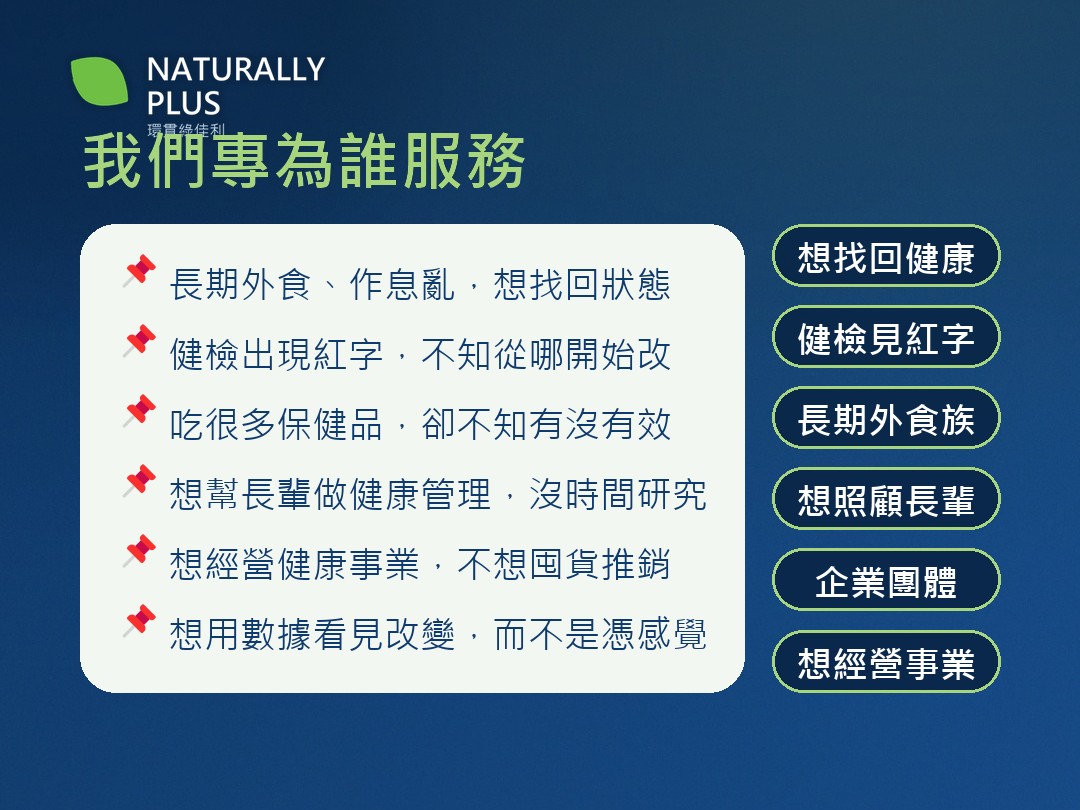 NATURALLY
PLUS
環貫綠佳利
我們專為誰服務
長期外食、作息亂，想找回狀態
健檢出現紅字，不知從哪開始改
吃很多保健品，卻不知有沒有效
想幫長輩做健康管理，沒時間研究
想經營健康事業，不想囤貨推銷
想用數據看見改變，而不是憑感覺
想找回健康
健檢見紅字
長期外食族
想照顧長輩
企業團體
想經營事業